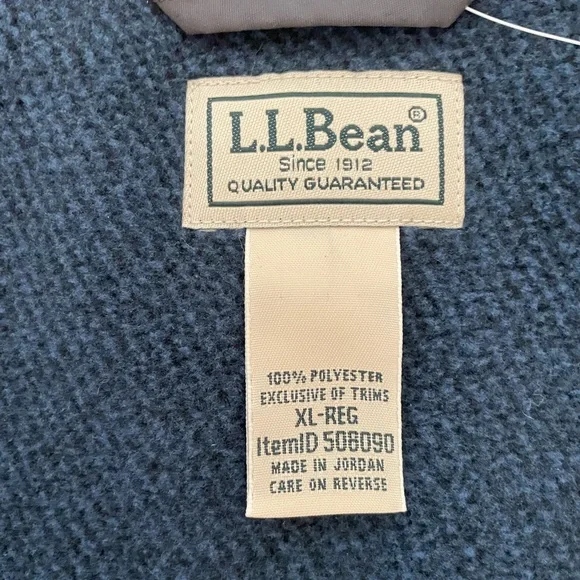 L.L.Bean®
Since 1912
QUALITY GUARANTEED
100% POLYESTER
EXCLUSIVE OF TRIMS
XL-REG
ItemID 508090
MADE IN JORDAN
CARE ON REVERSE